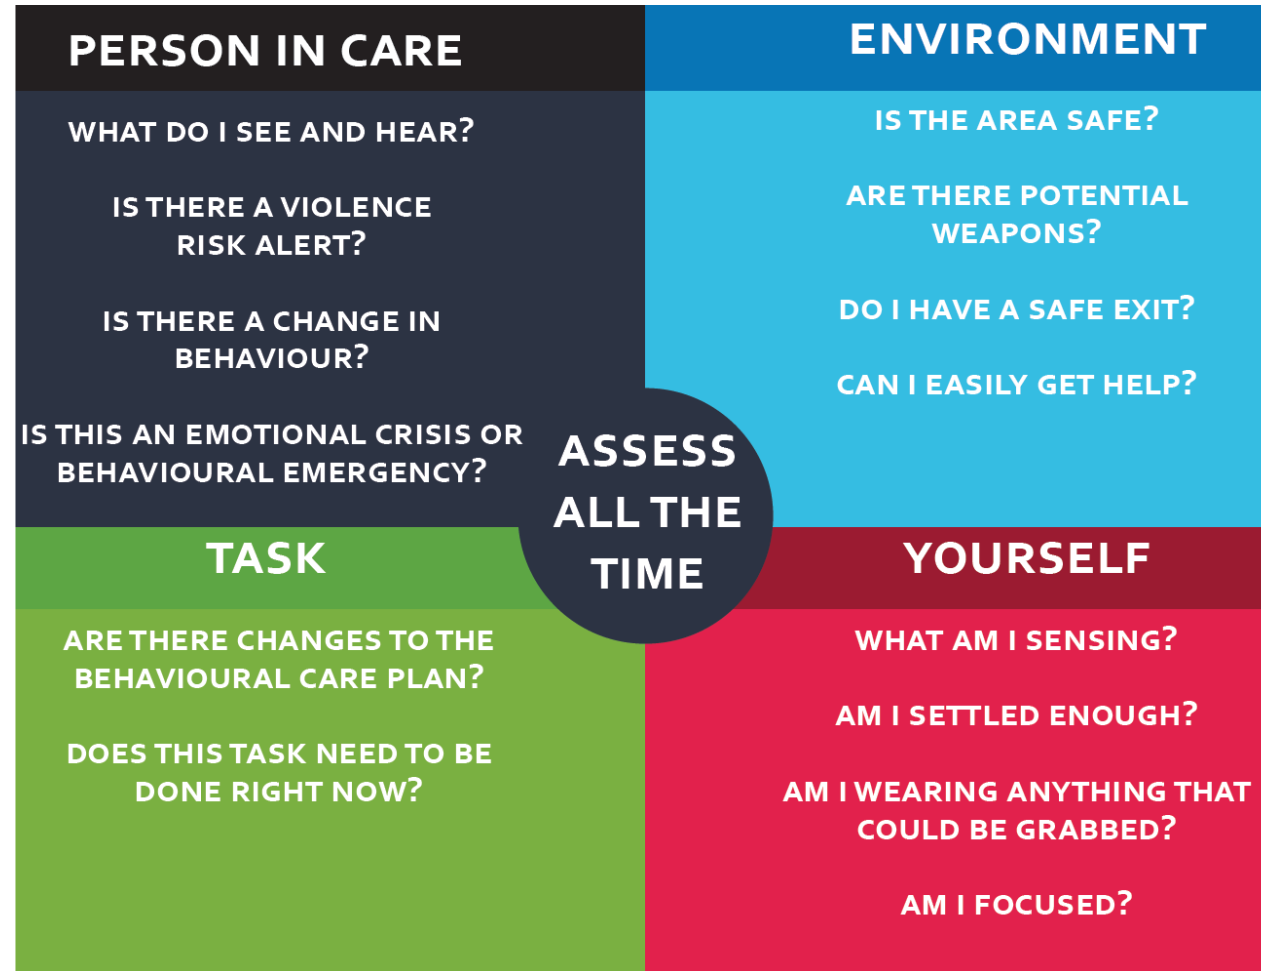 PERSON IN CARE
WHAT DO I SEE AND HEAR?
IS THERE A VIOLENCE
RISK ALERT?
IS THERE A CHANGE IN
BEHAVIOUR?
IS THIS AN EMOTIONAL CRISIS OR
BEHAVIOURAL EMERGENCY?
ENVIRONMENT
IS THE AREA SAFE?
ARE THERE POTENTIAL
WEAPONS?
DO I HAVE A SAFE EXIT?
CAN I EASILY GET HELP?
ASSESS
ALL THE
TIME
TASK
ARE THERE CHANGES TO THE
BEHAVIOURAL CARE PLAN?
DOES THIS TASK NEED TO BE
DONE RIGHT NOW?
YOURSELF
WHAT AM I SENSING?
AM I SETTLED ENOUGH?
AM I WEARING ANYTHING THAT
COULD BE GRABBED?
AM I FOCUSED?